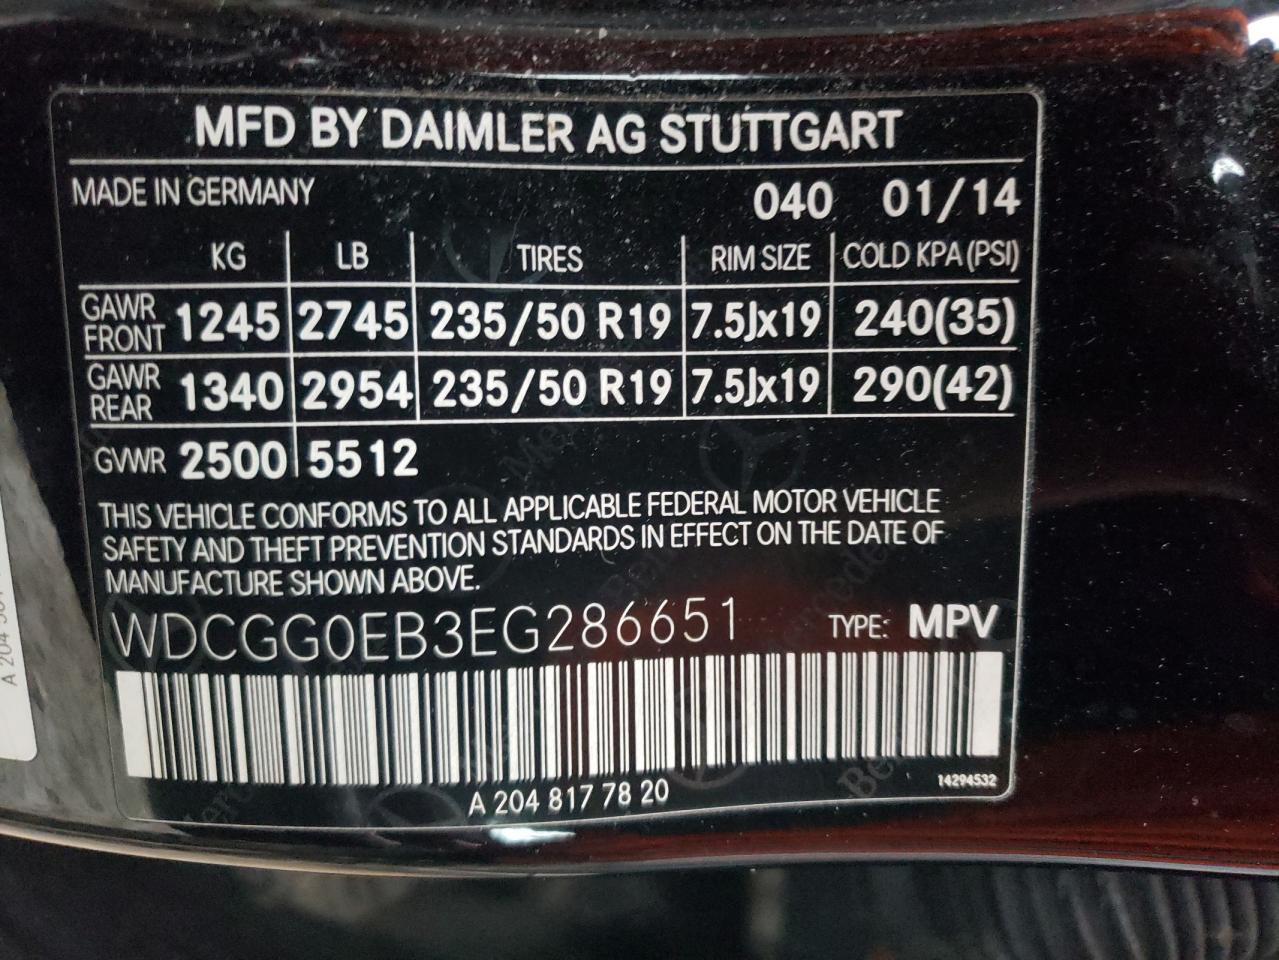 MFD BY DAIMLER AG STUTTGART
MADE IN GERMANY 040 01/14
KG LB TIRES RIM SIZE COLD KPA (PSI)
GAWR FRONT 1245 2745 235/50 R19 7.5Jx19 240(35)
GAWR REAR 1340 2954 235/50 R19 7.5Jx19 290(42)
GVWR 2500 5512
THIS VEHICLE CONFORMS TO ALL APPLICABLE FEDERAL MOTOR VEHICLE
SAFETY AND THEFT PREVENTION STANDARDS IN EFFECT ON THE DATE OF
MANUFACTURE SHOWN ABOVE.
WDCGG0EB3EG286651 TYPE: MPV
14294532
A 204 817 78 20